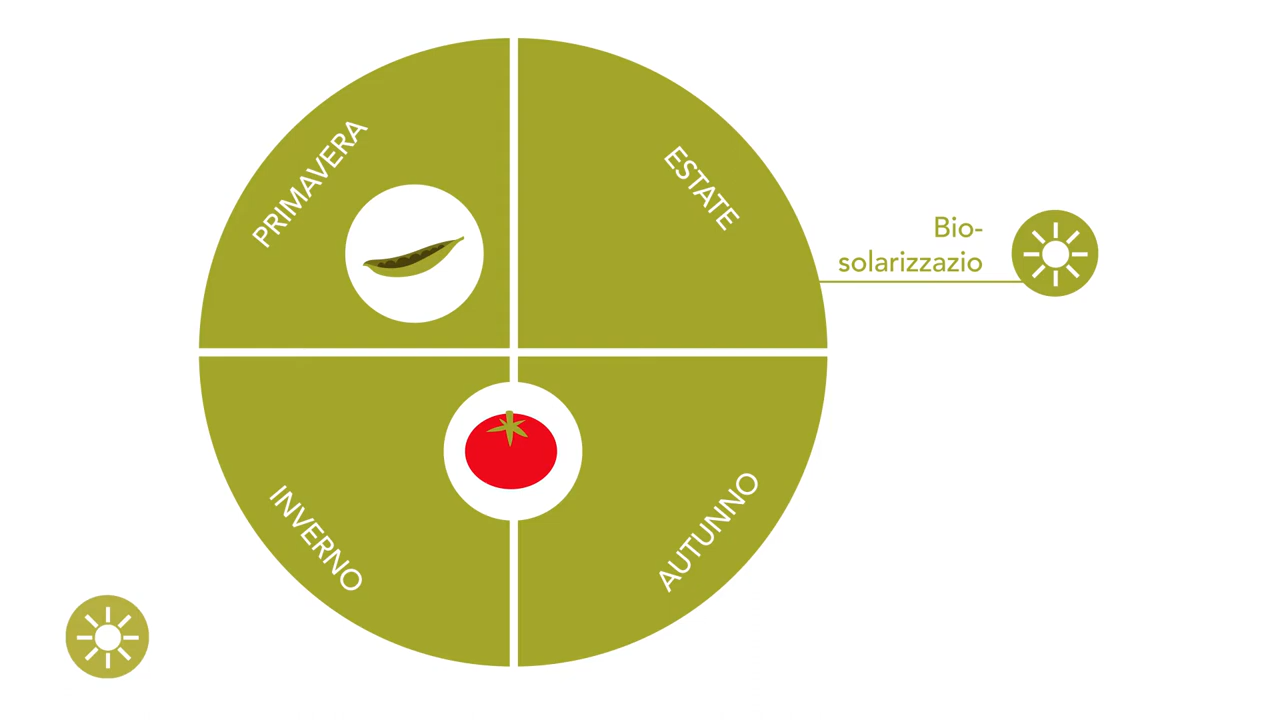 PRIMAVERA
ESTATE
Bio-
solarizzazio
INVERNO
AUTUNNO